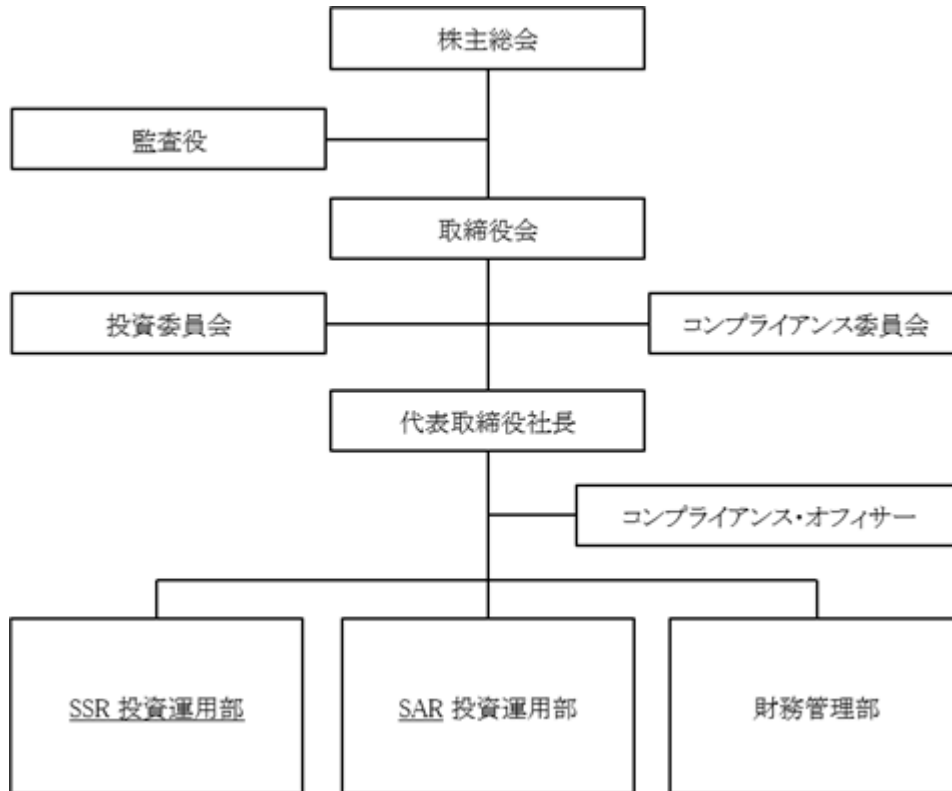 株主総会
監査役
取締役会
投資委員会
コンプライアンス委員会
代表取締役社長
コンプライアンス・オフィサー
SSR 投資運用部
SAR 投資運用部
財務管理部